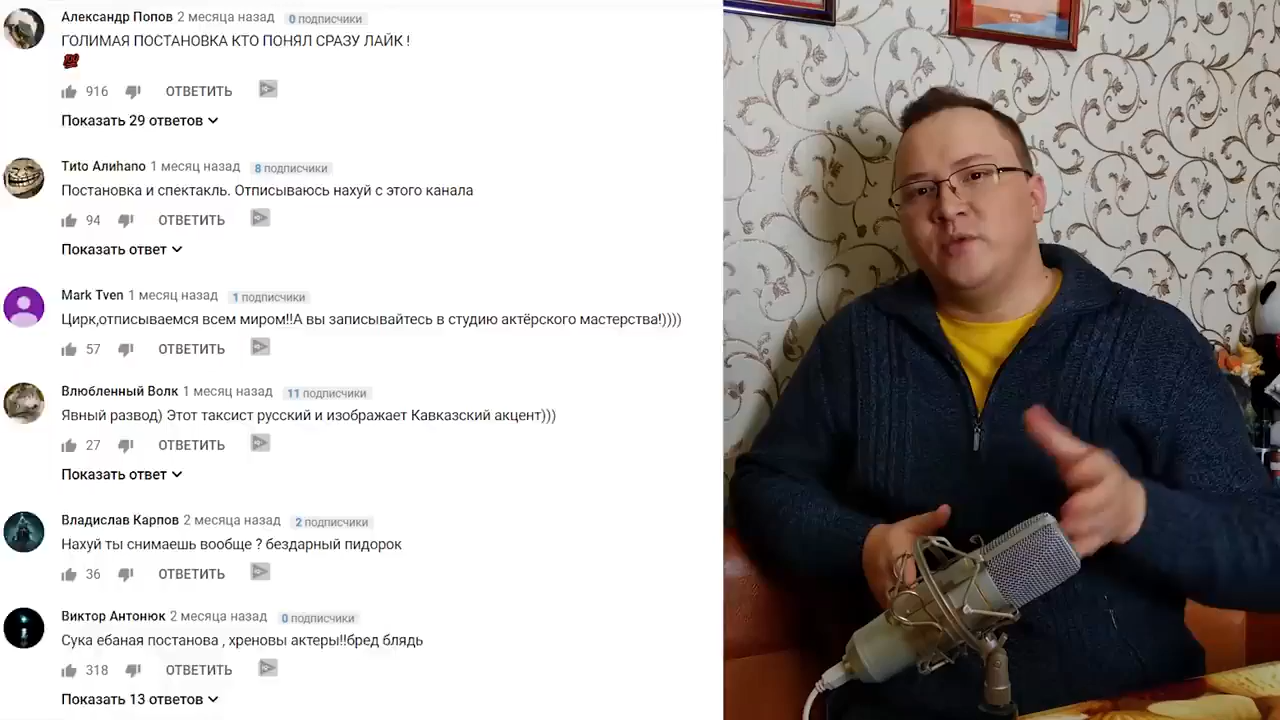 Александр Попов 2 месяца назад 0 подписчики
ГОЛИМАЯ ПОСТАНОВКА КТО ПОНЯЛ СРАЗУ ЛАЙК !
💯
916 ОТВЕТИТЬ
Показать 29 ответов
Тито Алиhано 1 месяц назад 8 подписчики
Постановка и спектакль. Отписываюсь нахуй с этого канала
94 ОТВЕТИТЬ
Показать ответ
Mark Tven 1 месяц назад 1 подписчики
Цирк,отписываемся всем миром!!А вы записывайтесь в студию актёрского мастерства!))))
57 ОТВЕТИТЬ
Влюбленный Волк 1 месяц назад 11 подписчики
Явный развод) Этот таксист русский и изображает Кавказский акцент)))
27 ОТВЕТИТЬ
Показать ответ
Владислав Карпов 2 месяца назад 2 подписчики
Нахуй ты снимаешь вообще ? бездарный пидорок
36 ОТВЕТИТЬ
Виктор Антонюк 2 месяца назад 0 подписчики
Сука ебаная постанова , хреновы актеры!!бред блядь
318 ОТВЕТИТЬ
Показать 13 ответов